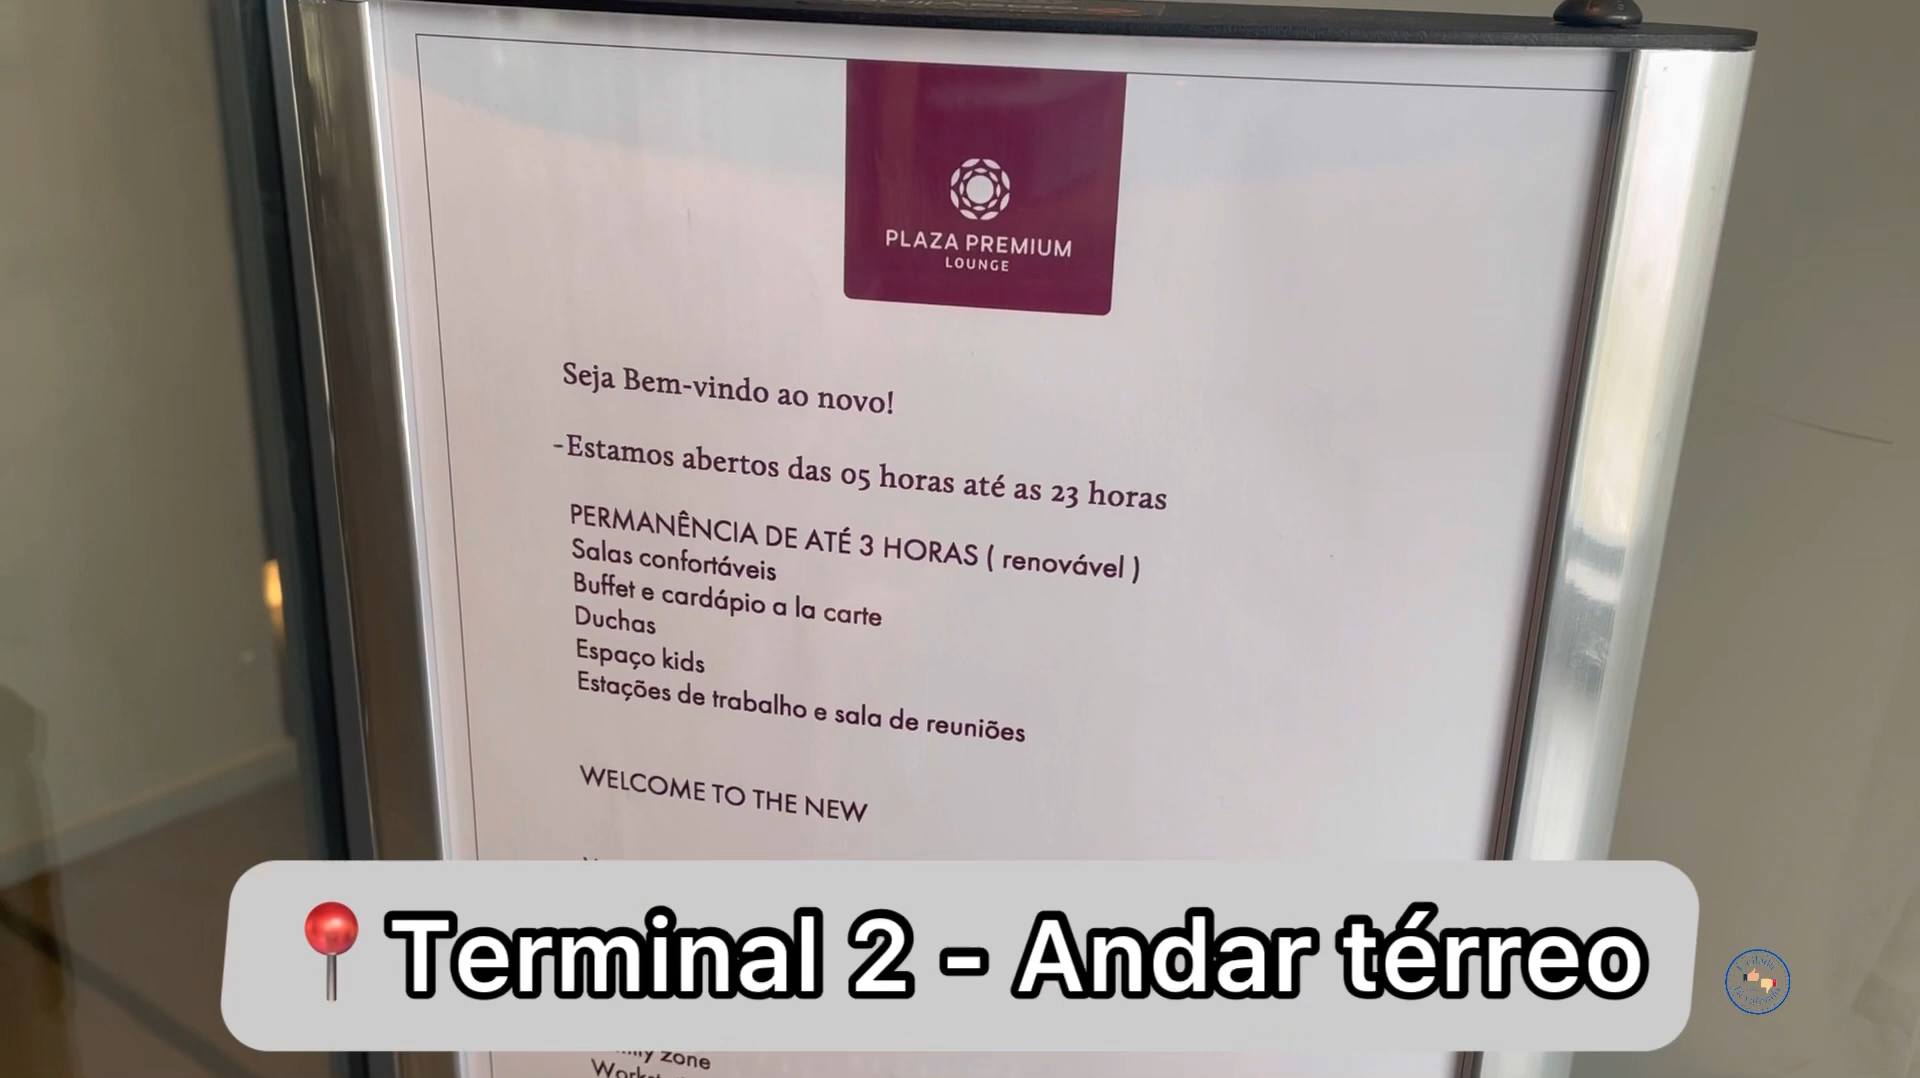 PLAZA PREMIUM
LOUNGE
Seja Bem-vindo ao novo!
-Estamos abertos das 05 horas até as 23 horas
PERMANÊNCIA DE ATÉ 3 HORAS ( renovável )
Salas confortáveis
Buffet e cardápio a la carte
Duchas
Espaço kids
Estações de trabalho e sala de reuniões
WELCOME TO THE NEW
📍Terminal 2 - Andar térreo
zone